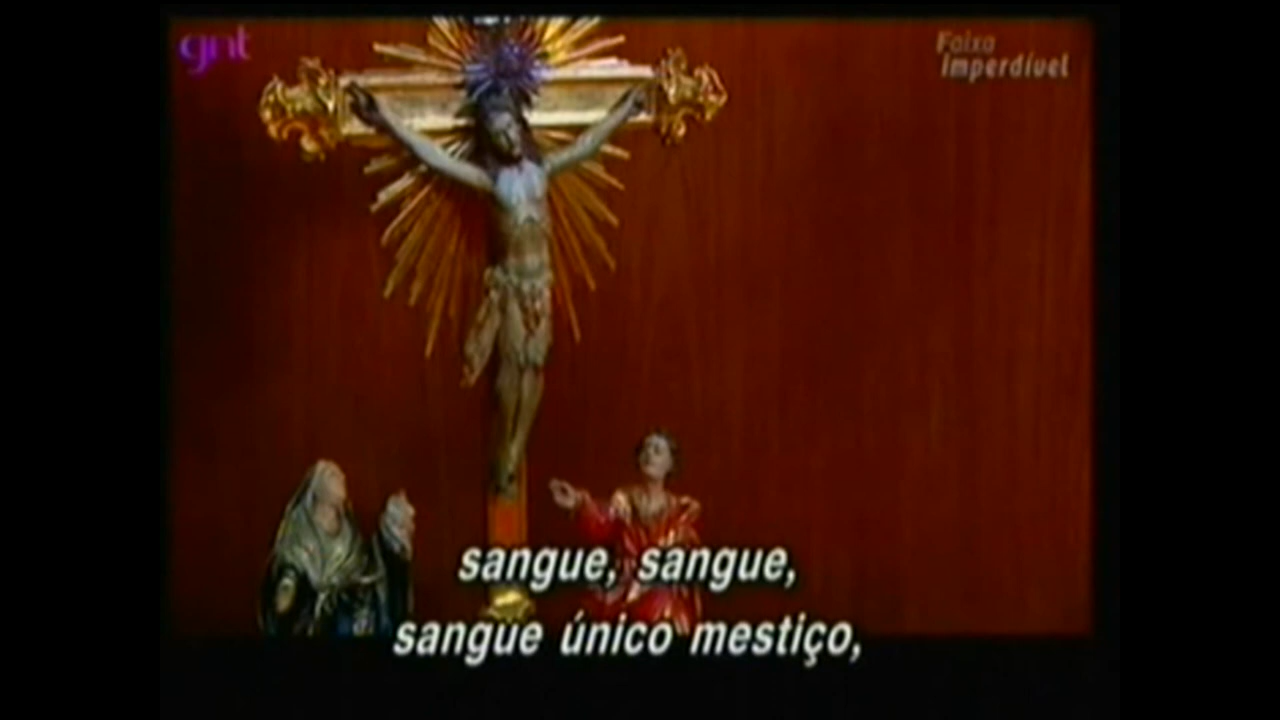 gnt
Faixa
imperdível
sangue, sangue,
sangue único mestiço,